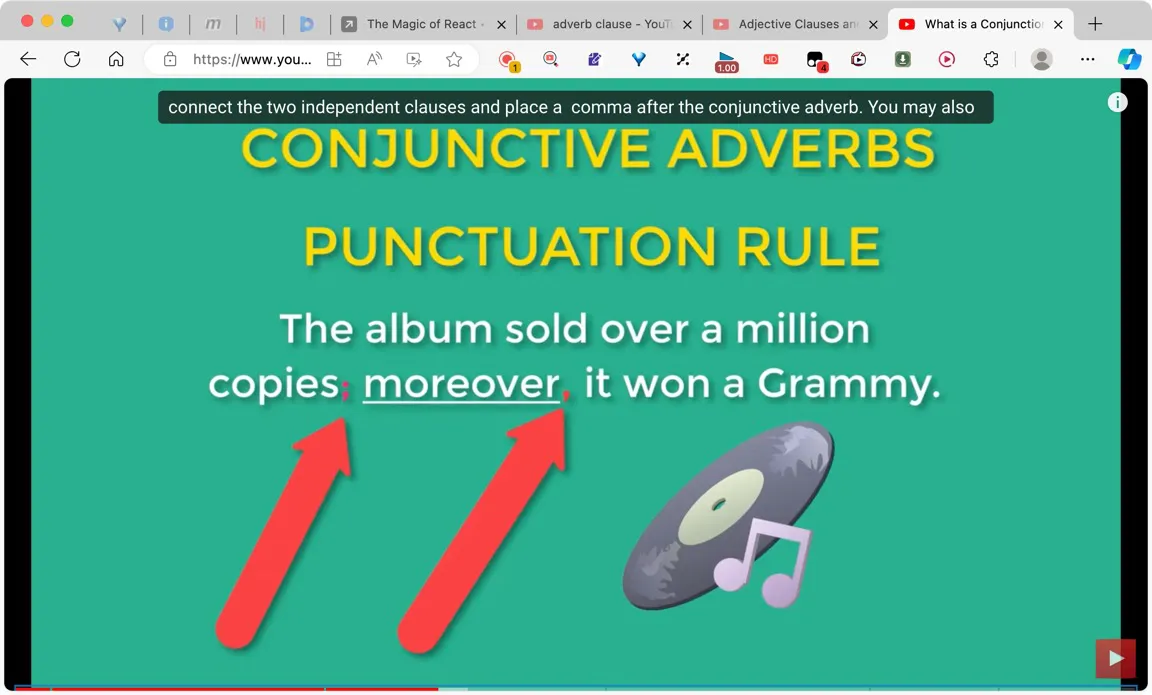 The Magic of React
adverb clause - YouT
Adjective Clauses an
What is a Conjunctio
https://www.you...
1
1.00
HD
4
connect the two independent clauses and place a comma after the conjunctive adverb. You may also
CONJUNCTIVE ADVERBS
PUNCTUATION RULE
The album sold over a million
copies; moreover, it won a Grammy.